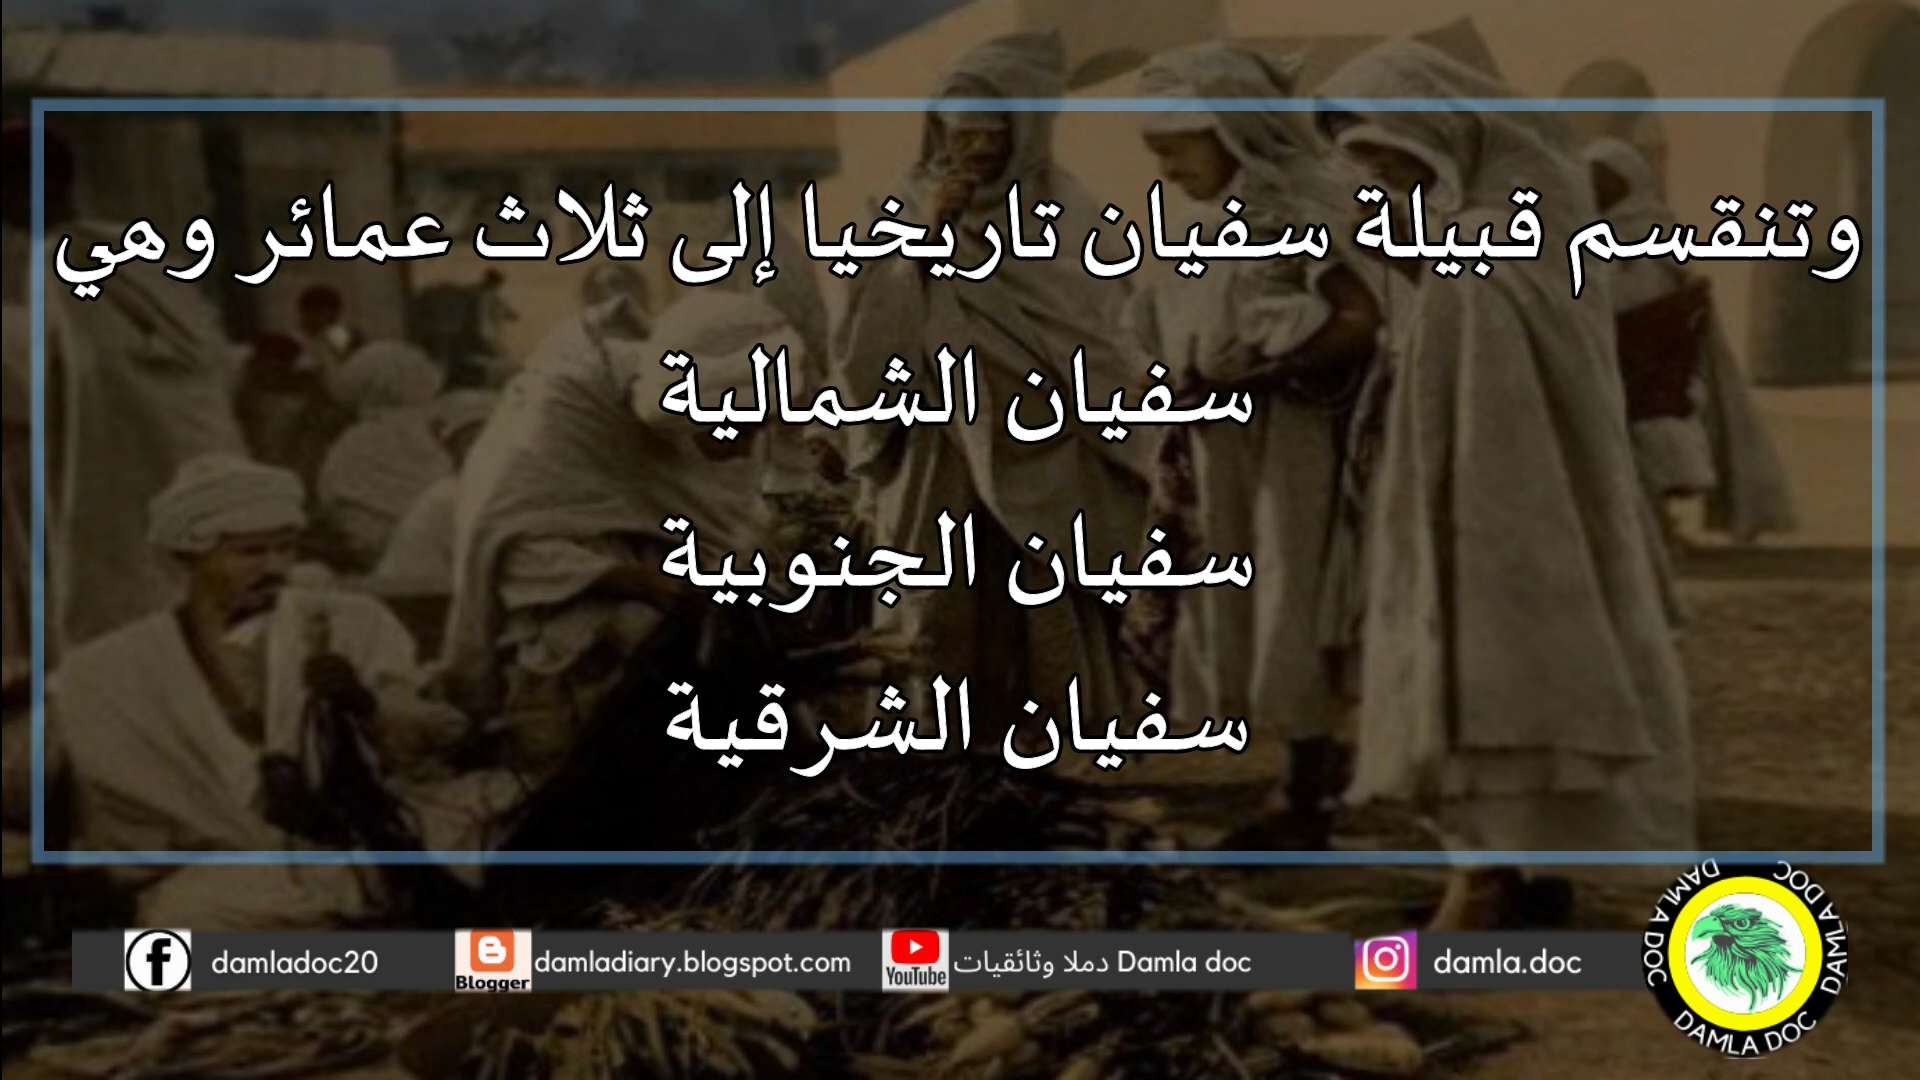 وتنقسم قبيلة سفيان تاريخيا إلى ثلاث عمائر وهي
سفيان الشمالية
سفيان الجنوبية
سفيان الشرقية
damladoc20
Blogger damladiary.blogspot.com
YouTube دملا وثائقيات Damla doc
damla.doc
DAMLA DOC
DAMLA DOC
DAMLA DOC
DAMLA DOC